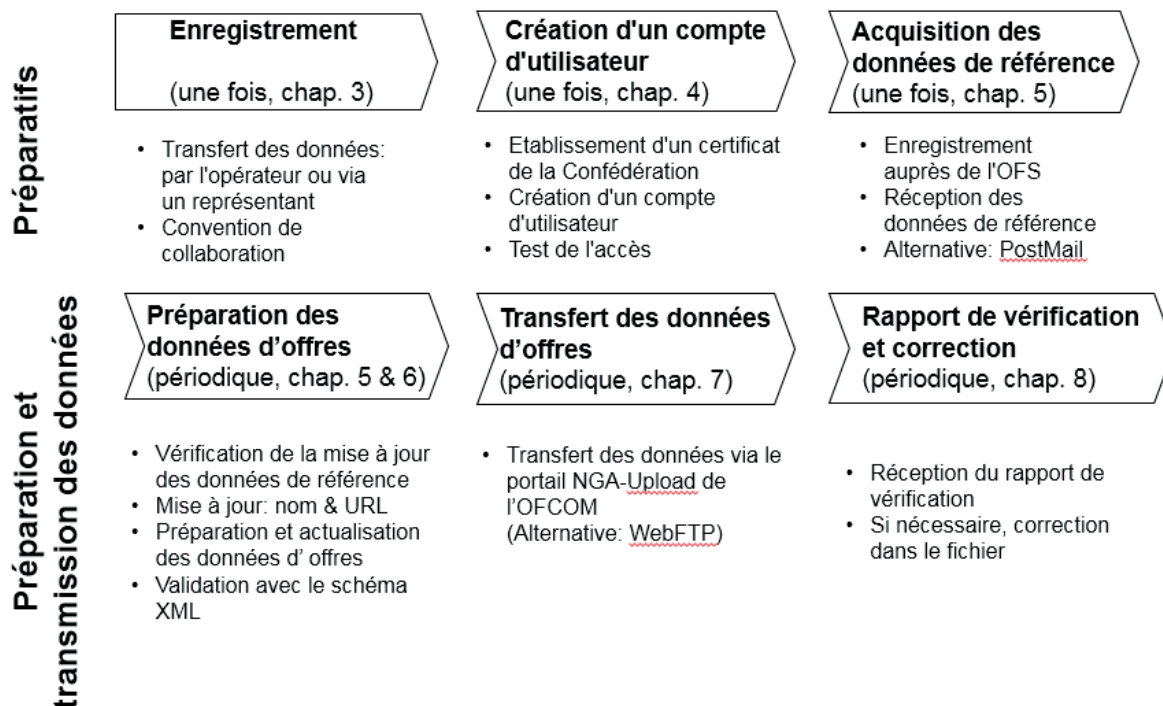 Préparatifs
Enregistrement
(une fois, chap. 3)
• Transfert des données:
par l'opérateur ou via
un représentant
• Convention de
collaboration
Création d'un compte
d'utilisateur
(une fois, chap. 4)
• Etablissement d'un certificat
de la Confédération
• Création d'un compte
d'utilisateur
• Test de l'accès
Acquisition des
données de référence
(une fois, chap. 5)
• Enregistrement
auprès de l'OFS
• Réception des
données de référence
• Alternative: PostMail
Préparation et
transmission des données
Préparation des
données d’offres
(périodique, chap. 5 & 6)
• Vérification de la mise à jour
des données de référence
• Mise à jour: nom & URL
• Préparation et actualisation
des données d’ offres
• Validation avec le schéma
XML
Transfert des données
d’offres
(périodique, chap. 7)
• Transfert des données via le
portail NGA-Upload de
l’OFCOM
(Alternative: WebFTP)
Rapport de vérification
et correction
(périodique, chap. 8)
• Réception du rapport de
vérification
• Si nécessaire, correction
dans le fichier